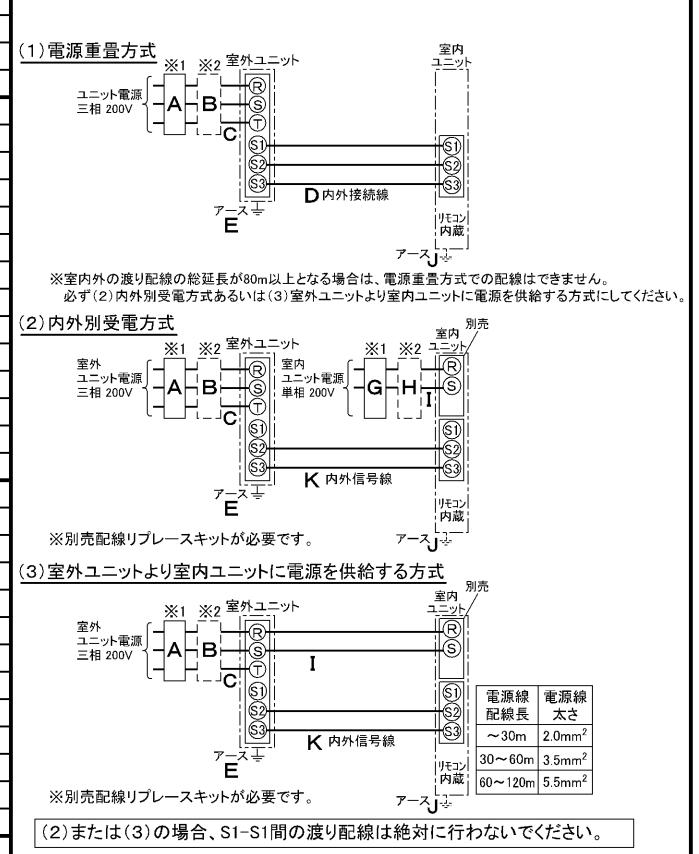 (1)電源重畳方式
※1 ※2 室外ユニット
室内
ユニット
ユニット電源
三相 200V
A B
C
R
S
T
S1 S1
S2 S2
S3 S3
D 内外接続線
アース
E
リモコン
内蔵
アース J
※室内外の渡り配線の総延長が80m以上となる場合は、電源重畳方式での配線はできません。
必ず(2)内外別受電方式あるいは(3)室外ユニットより室内ユニットに電源を供給する方式にしてください。
(2)内外別受電方式
※1 ※2 室外ユニット
※1 ※2
室内
ユニット
別売
室外
ユニット電源
三相 200V
A B
C
R
S
T
室内
ユニット電源
単相 200V
G H
I
R
S
S1 S1
S2 S2
S3 S3
K 内外信号線
アース
E
リモコン
内蔵
アース J
※別売配線リプレースキットが必要です。
(3)室外ユニットより室内ユニットに電源を供給する方式
※1 ※2 室外ユニット
室内
ユニット
別売
室外
ユニット電源
三相 200V
A B
C
R R
S S
T
I
S1 S1
S2 S2
S3 S3
K 内外信号線
アース
E
リモコン
内蔵
アース J
電源線
配線長
電源線
太さ
～30m 2.0mm²
30～60m 3.5mm²
60～120m 5.5mm²
※別売配線リプレースキットが必要です。
(2)または(3)の場合、S1-S1間の渡り配線は絶対に行わないでください。